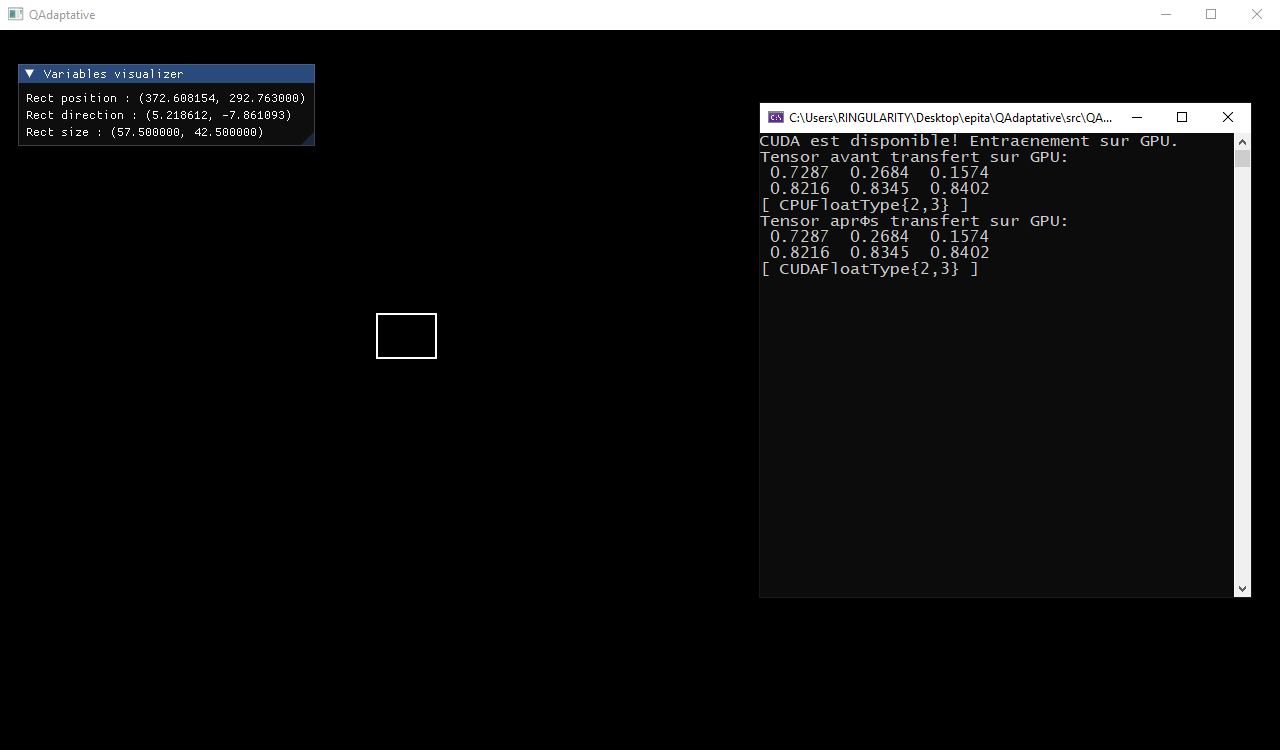 QAdaptative
Variables visualizer
Rect position : (372.608154, 292.763000)
Rect direction : (5.218612, -7.861093)
Rect size : (57.500000, 42.500000)
C:\Users\RINGULARITY\Desktop\epita\QAdaptative\src\QA...
CUDA est disponible! Entraєnement sur GPU.
Tensor avant transfert sur GPU:
0.7287 0.2684 0.1574
0.8216 0.8345 0.8402
[ CPUFloatType{2,3} ]
Tensor aprФs transfert sur GPU:
0.7287 0.2684 0.1574
0.8216 0.8345 0.8402
[ CUDAFloatType{2,3} ]